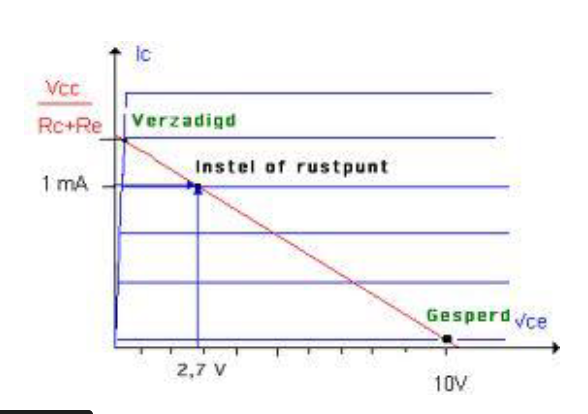 Ic
Vcc
Rc+Re
Verzadigd
Instel of rustpunt
1 mA
Gesperd
Vce
2,7 V
10V